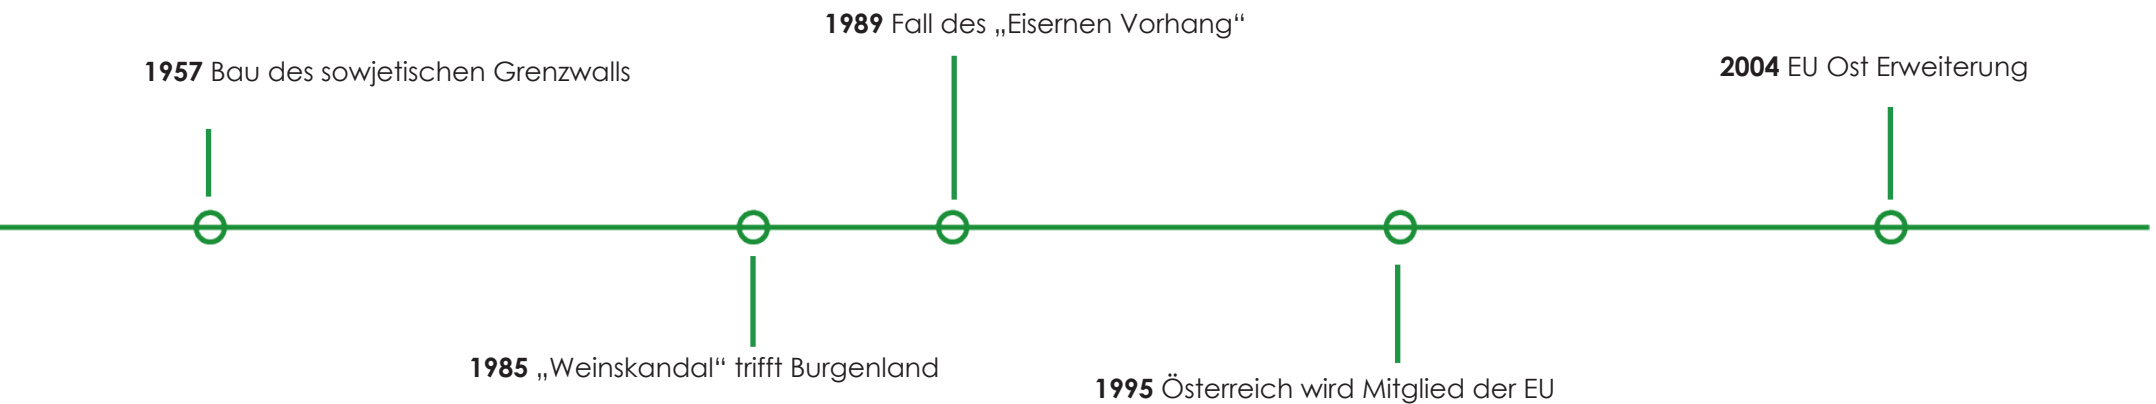 1989 Fall des „Eisernen Vorhang“
1957 Bau des sowjetischen Grenzwalls
2004 EU Ost Erweiterung
1985 „Weinskandal“ trifft Burgenland
1995 Österreich wird Mitglied der EU